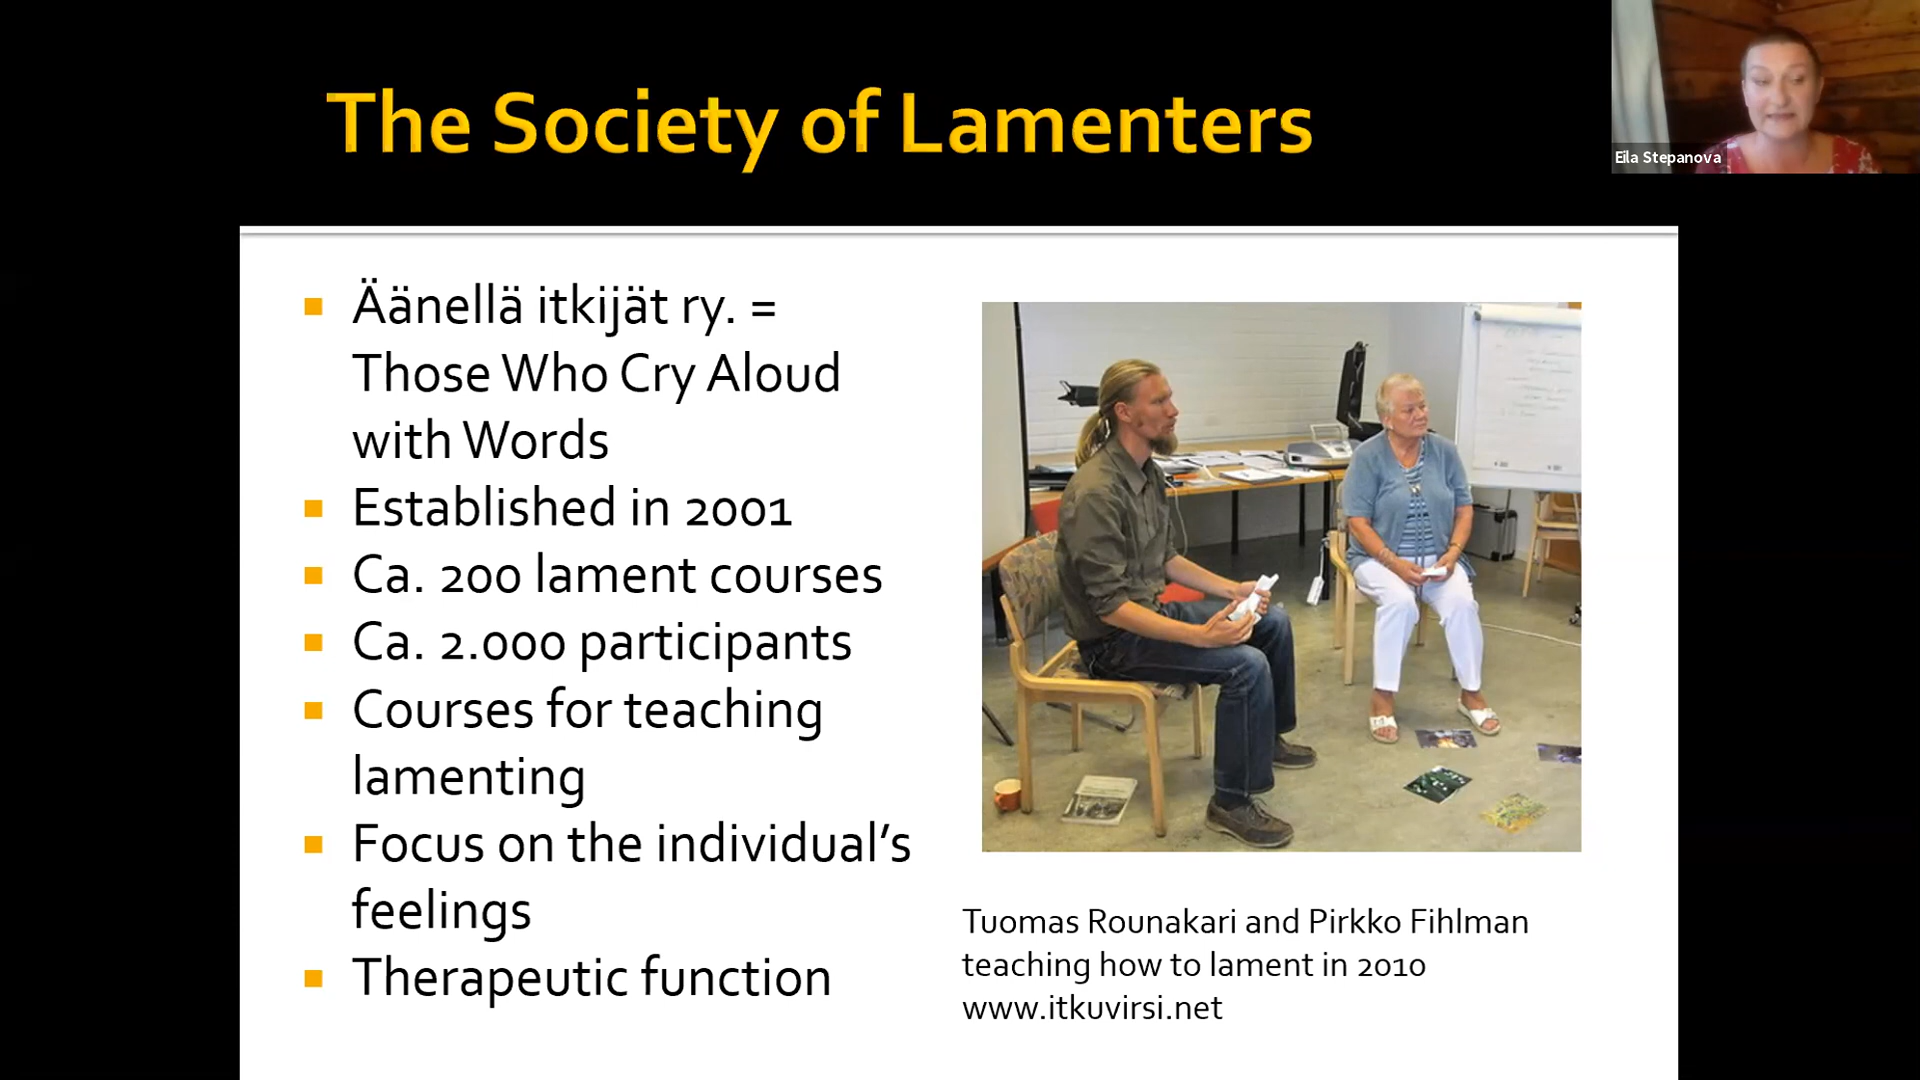 The Society of Lamenters
Eila Stepanova
Äänellä itkijät ry. =
Those Who Cry Aloud
with Words
Established in 2001
Ca. 200 lament courses
Ca. 2.000 participants
Courses for teaching
lamenting
Focus on the individual’s
feelings
Therapeutic function
Tuomas Rounakari and Pirkko Fihlman
teaching how to lament in 2010
www.itkuvirsi.net